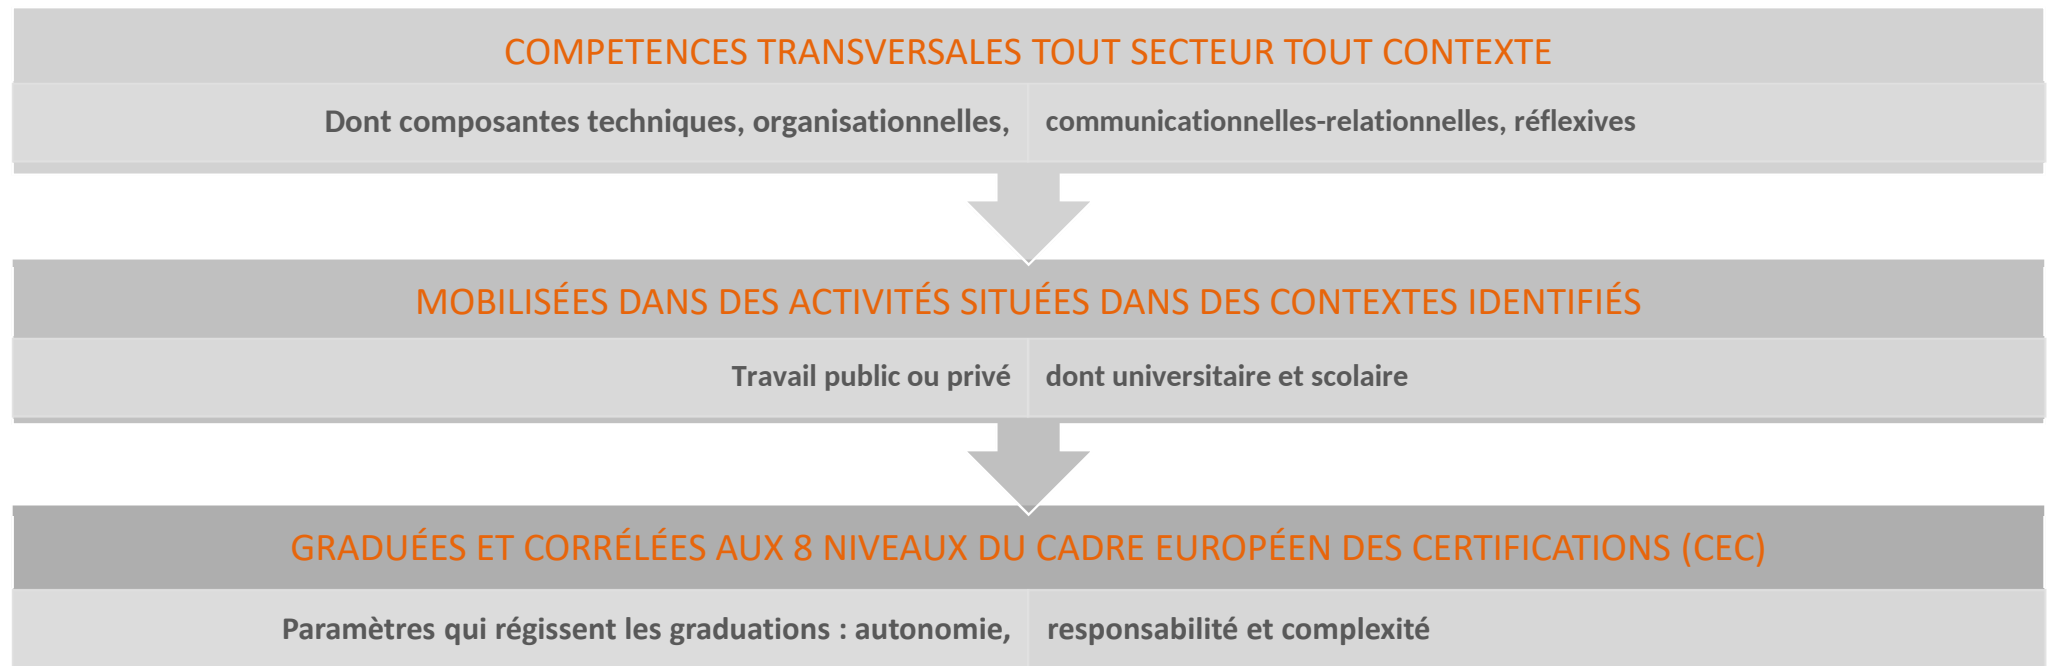 COMPETENCES TRANSVERSALES TOUT SECTEUR TOUT CONTEXTE
Dont composantes techniques, organisationnelles, communicationnelles-relationnelles, réflexives
MOBILISÉES DANS DES ACTIVITÉS SITUÉES DANS DES CONTEXTES IDENTIFIÉS
Travail public ou privé dont universitaire et scolaire
GRADUÉES ET CORRÉLÉES AUX 8 NIVEAUX DU CADRE EUROPÉEN DES CERTIFICATIONS (CEC)
Paramètres qui régissent les graduations : autonomie, responsabilité et complexité